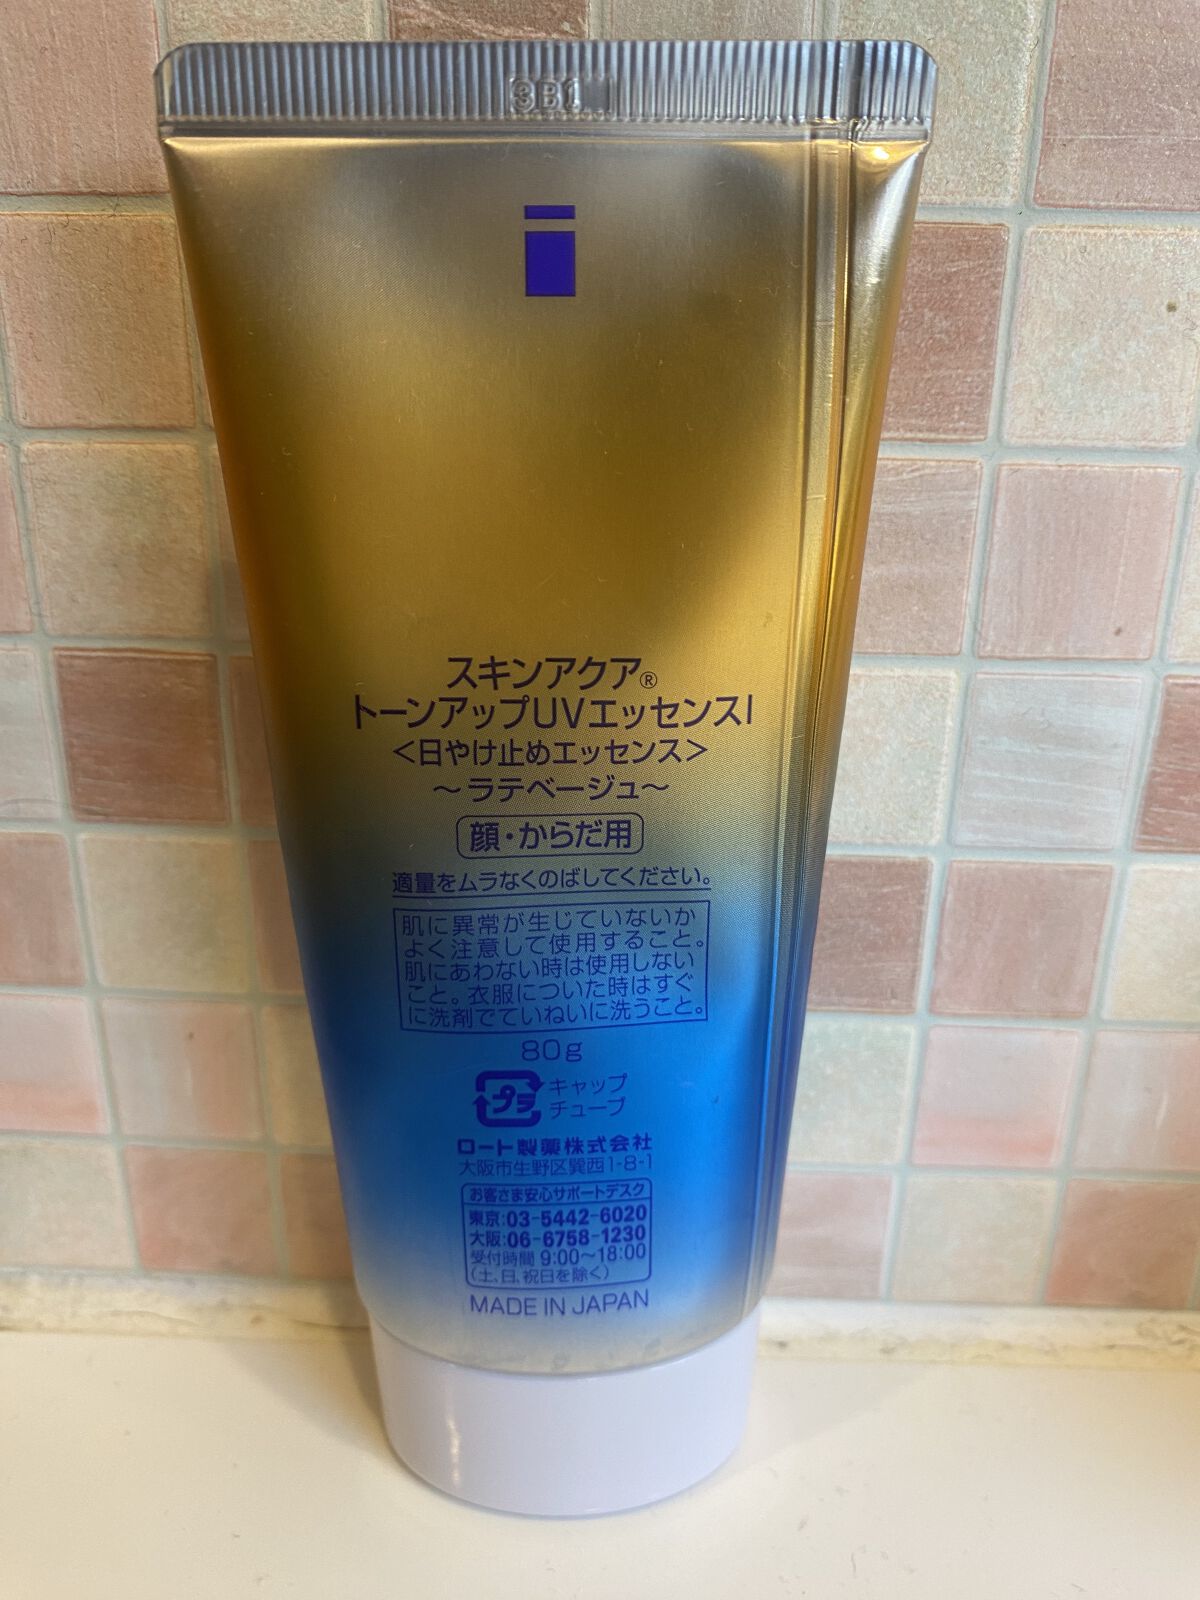 3B1
スキンアクア®
トーンアップUVエッセンスI
<日やけ止めエッセンス>
～ラテベージュ～
顔・からだ用
適量をムラなくのばしてください。
肌に異常が生じていないか
よく注意して使用すること。
肌にあわない時は使用しない
こと。衣服についた時はすぐ
に洗剤でていねいに洗うこと。
80g
プラ
キャップ
チューブ
ロート製薬株式会社
大阪市生野区巽西1-8-1
お客さま安心サポートデスク
東京:03-5442-6020
大阪:06-6758-1230
受付時間 9:00～18:00
(土、日、祝日を除く)
MADE IN JAPAN